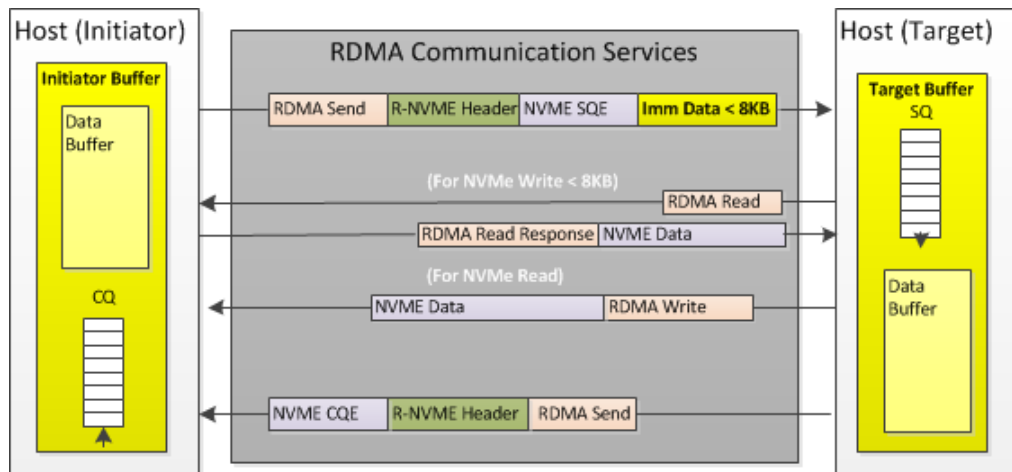 Host (Initiator)
Initiator Buffer
Data
Buffer
CQ
RDMA Communication Services
RDMA Send
R-NVME Header
NVME SQE
Imm Data < 8KB
(For NVMe Write < 8KB)
RDMA Read
RDMA Read Response
NVME Data
(For NVMe Read)
NVME Data
RDMA Write
NVME CQE
R-NVME Header
RDMA Send
Host (Target)
Target Buffer
SQ
Data
Buffer